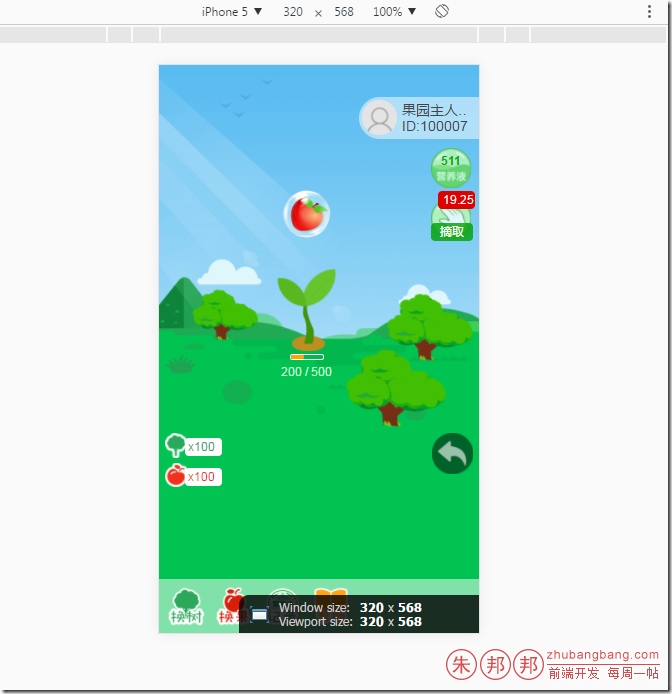 iPhone 5 ▼ 320 × 568 100% ▼
果园主人..
ID:100007
511
营养液
19.25
摘取
200 / 500
x100
x100
换树
换果
Window size: 320 x 568
Viewport size: 320 x 568
朱邦邦
zhubangbang.com
前端开发 每周一帖